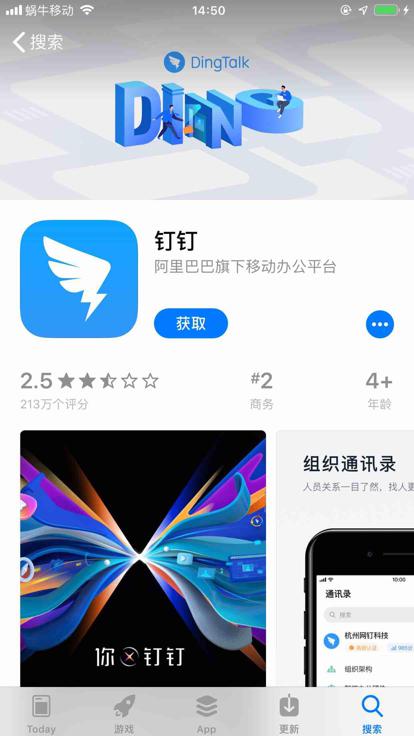 蜗牛移动
14:50
搜索
DingTalk
DING
钉钉
阿里巴巴旗下移动办公平台
获取
2.5
#2
4+
213万个评分
商务
年龄
组织通讯录
人员关系一目了然，找人更
10:00
通讯录
搜索
杭州网钉科技
组织架构
你 钉钉
Today
游戏
App
更新
搜索